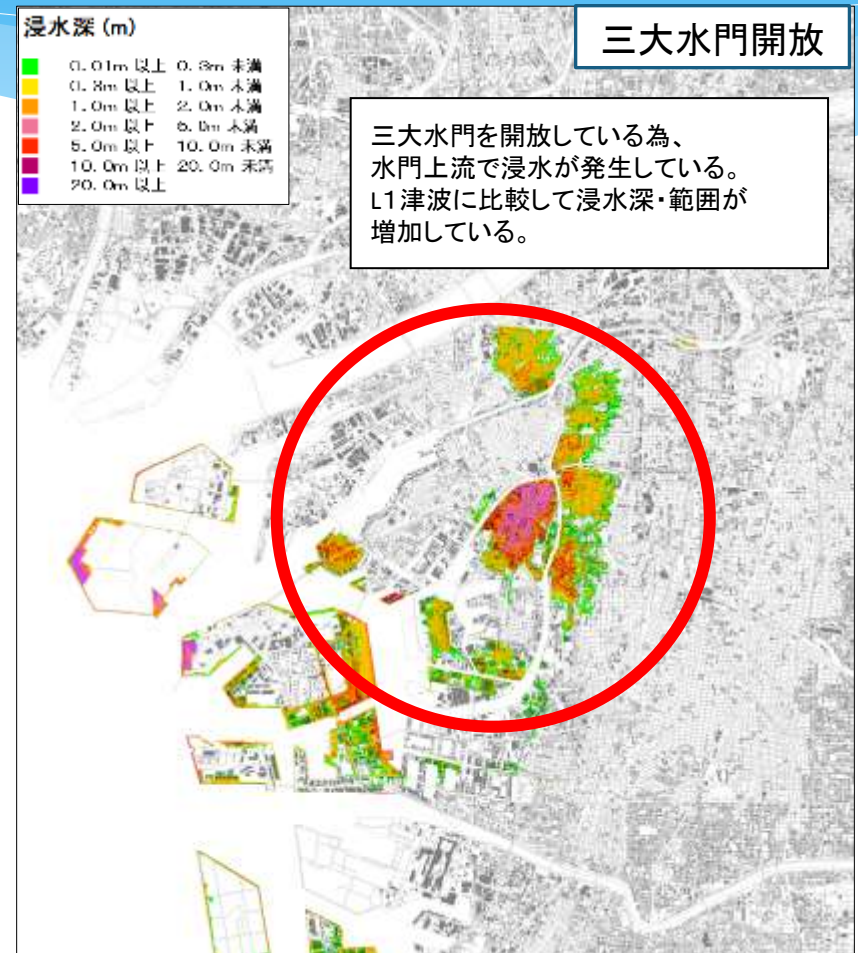 浸水深 (m)
0.01m 以上 0.3m 未満
0.3m 以上 1.0m 未満
1.0m 以上 2.0m 未満
2.0m 以上 5.0m 未満
5.0m 以上 10.0m 未満
10.0m 以上 20.0m 未満
20.0m 以上
三大水門開放
三大水門を開放している為、
水門上流で浸水が発生している。
L1津波に比較して浸水深・範囲が
増加している。